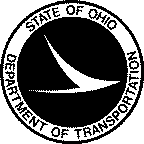 STATE OF OHIO
DEPARTMENT OF TRANSPORTATION